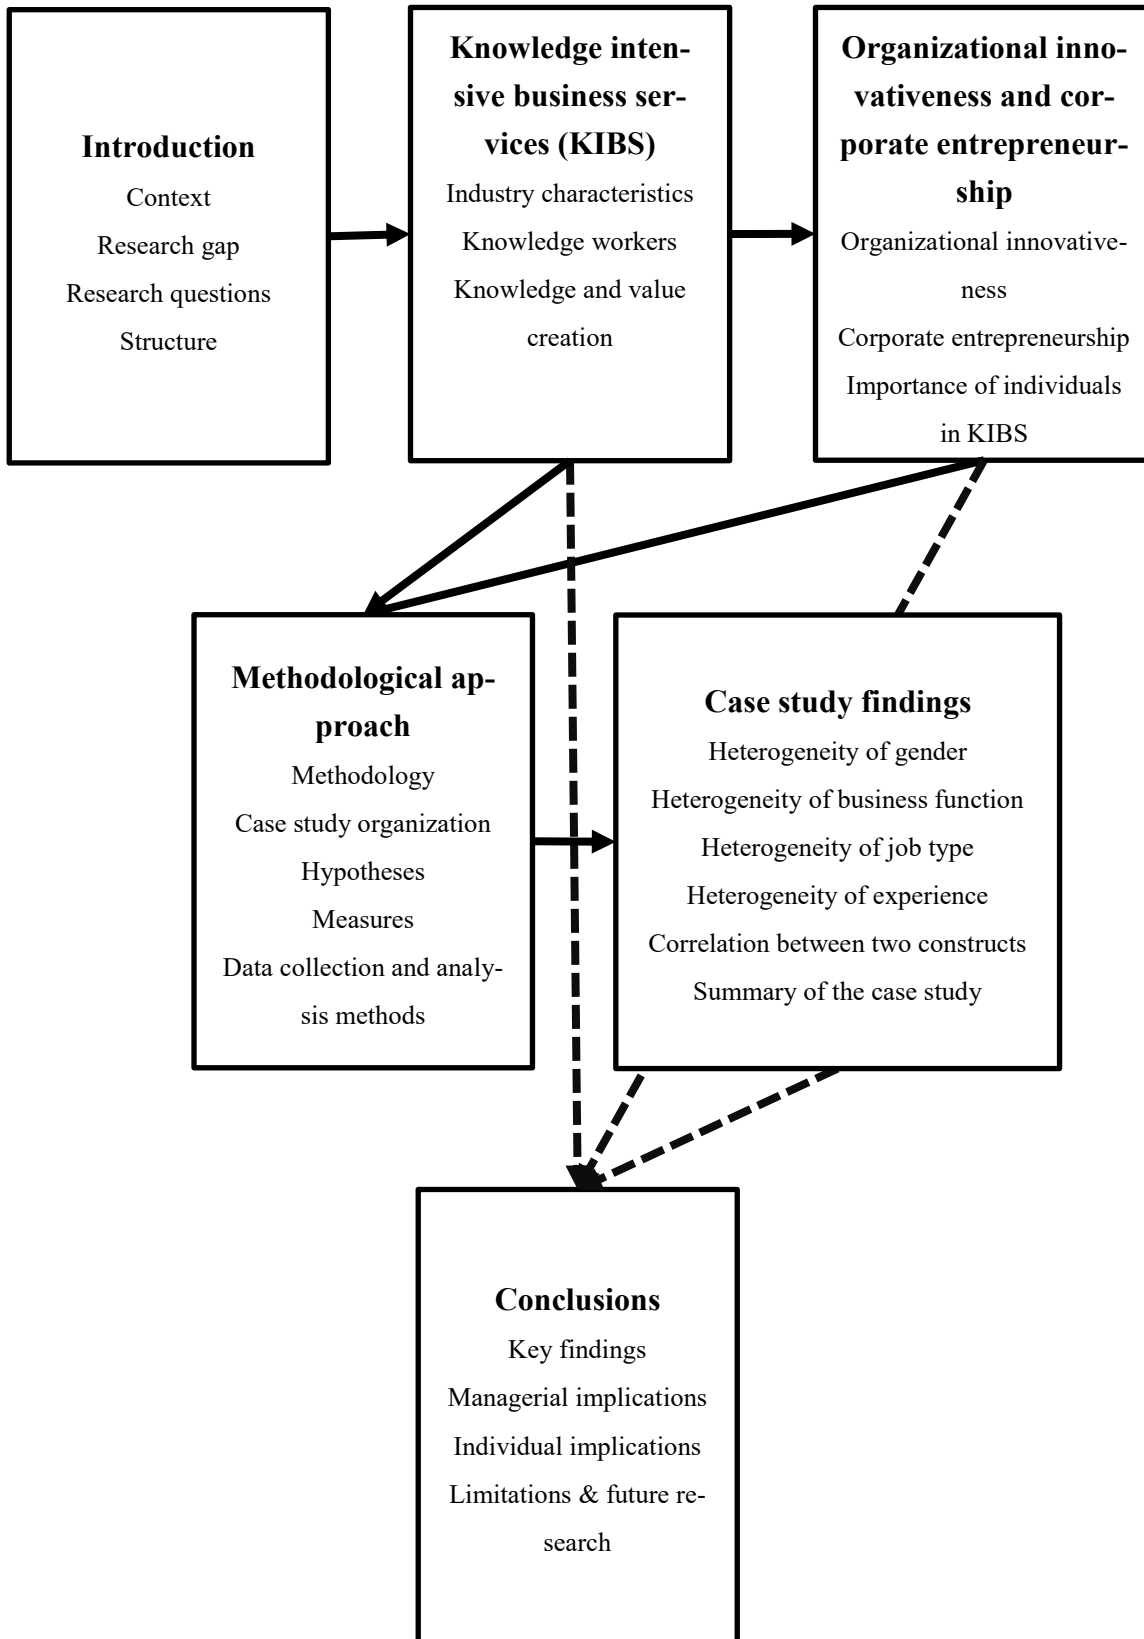 Introduction
Context
Research gap
Research questions
Structure
Knowledge inten-
sive business ser-
vices (KIBS)
Industry characteristics
Knowledge workers
Knowledge and value
creation
Organizational inno-
vativeness and cor-
porate entrepreneur-
ship
Organizational innovative-
ness
Corporate entrepreneurship
Importance of individuals
in KIBS
Methodological ap-
proach
Methodology
Case study organization
Hypotheses
Measures
Data collection and analy-
sis methods
Case study findings
Heterogeneity of gender
Heterogeneity of business function
Heterogeneity of job type
Heterogeneity of experience
Correlation between two constructs
Summary of the case study
Conclusions
Key findings
Managerial implications
Individual implications
Limitations & future re-
search